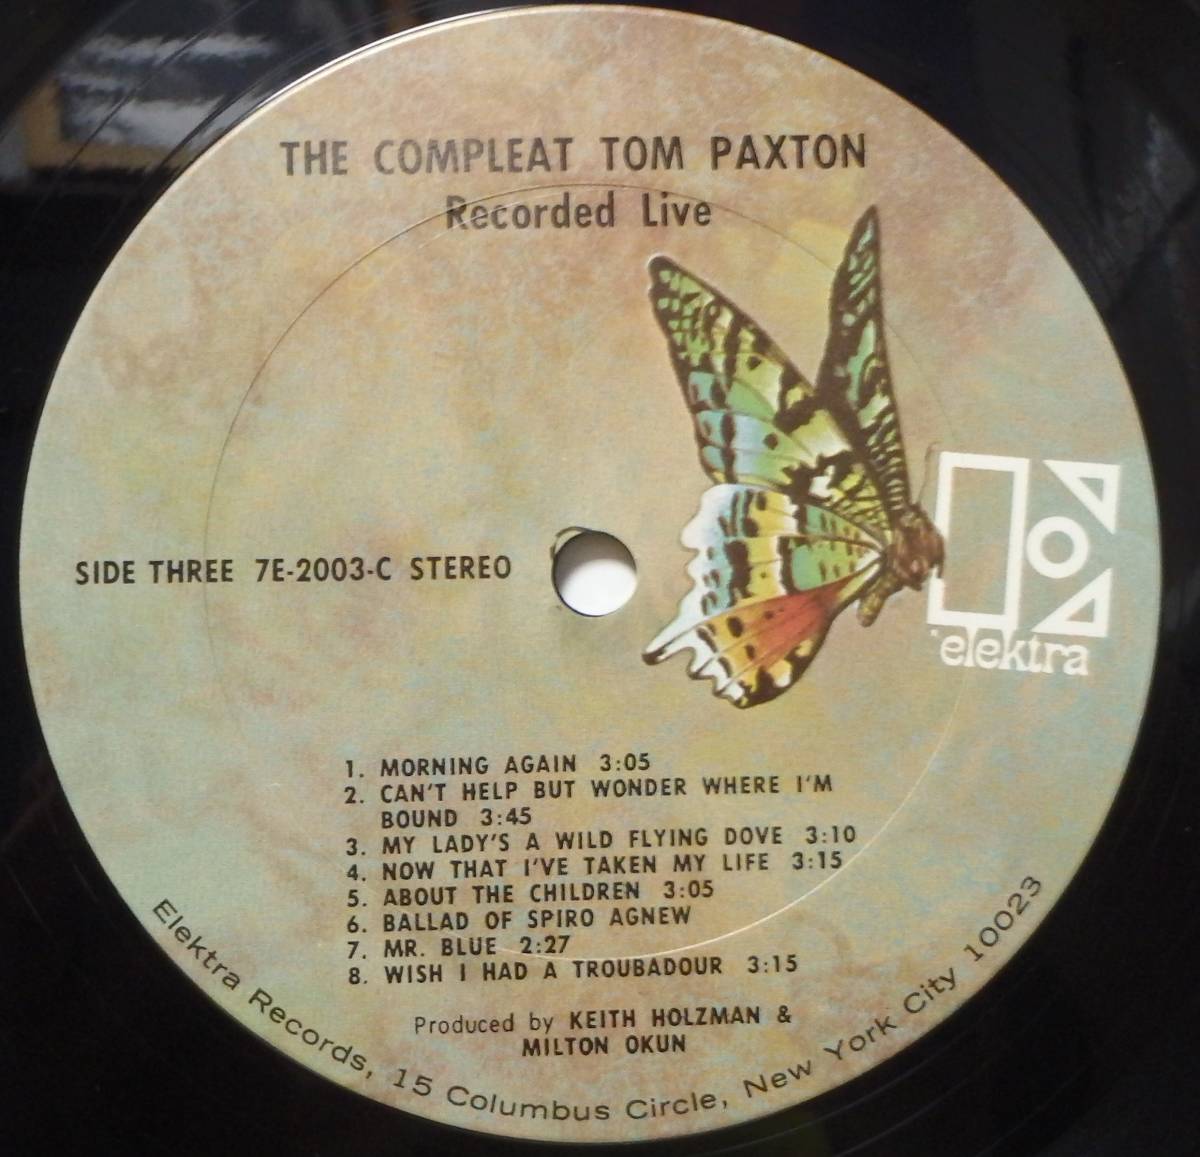 THE COMPLEAT TOM PAXTON
Recorded Live
elektra
SIDE THREE 7E-2003-C STEREO
1. MORNING AGAIN 3:05
2. CAN'T HELP BUT WONDER WHERE I'M
BOUND 3:45
3. MY LADY'S A WILD FLYING DOVE 3:10
4. NOW THAT I'VE TAKEN MY LIFE 3:15
5. ABOUT THE CHILDREN 3:05
6. BALLAD OF SPIRO AGNEW
7. MR. BLUE 2:27
8. WISH I HAD A TROUBADOUR 3:15
Produced by KEITH HOLZMAN &
MILTON OKUN
Elektra Records, 15 Columbus Circle, New York City 10023